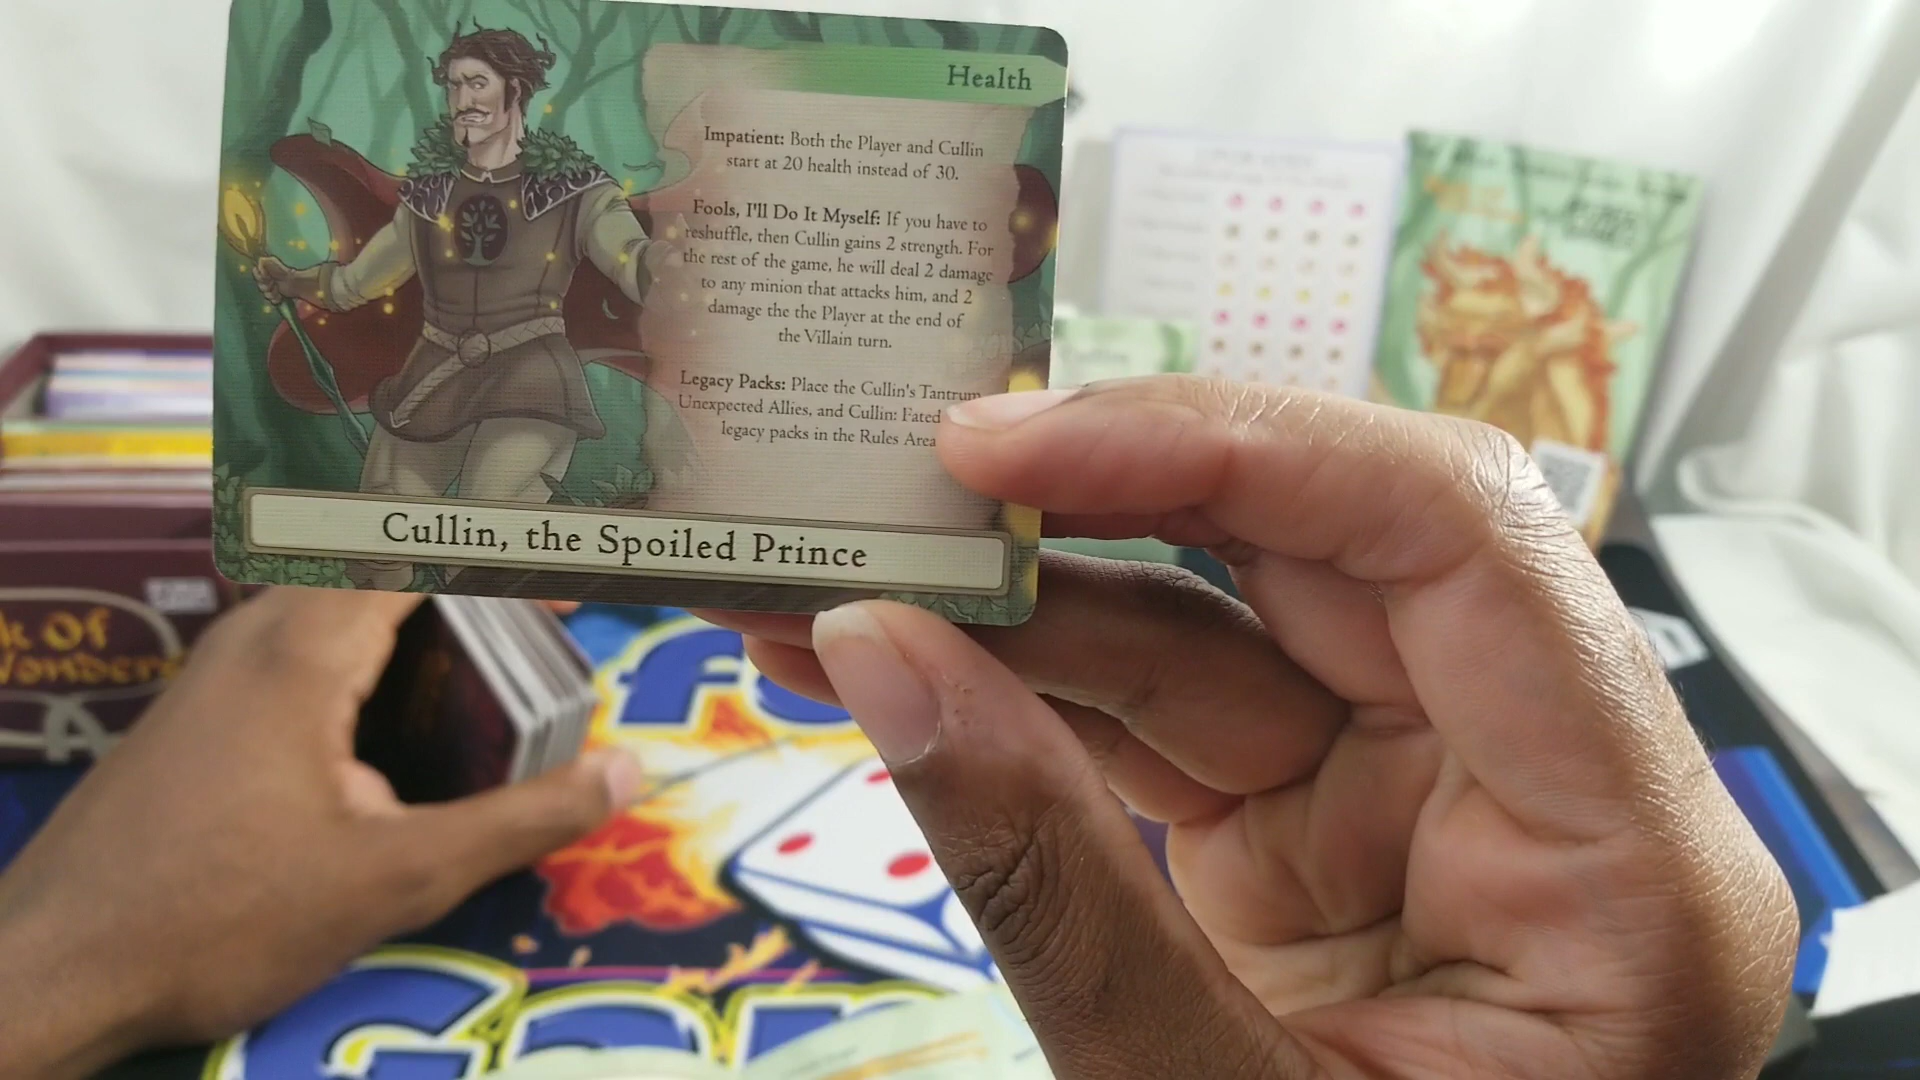 Health
Impatient: Both the Player and Cullin
start at 20 health instead of 30.
Fools, I'll Do It Myself: If you have to
reshuffle, then Cullin gains 2 strength. For
the rest of the game, he will deal 2 damage
to any minion that attacks him, and 2
damage the the Player at the end of
the Villain turn.
Legacy Packs: Place the Cullin's Tantrum
Unexpected Allies, and Cullin: Fated
legacy packs in the Rules Area
Cullin, the Spoiled Prince
Of
Wonders